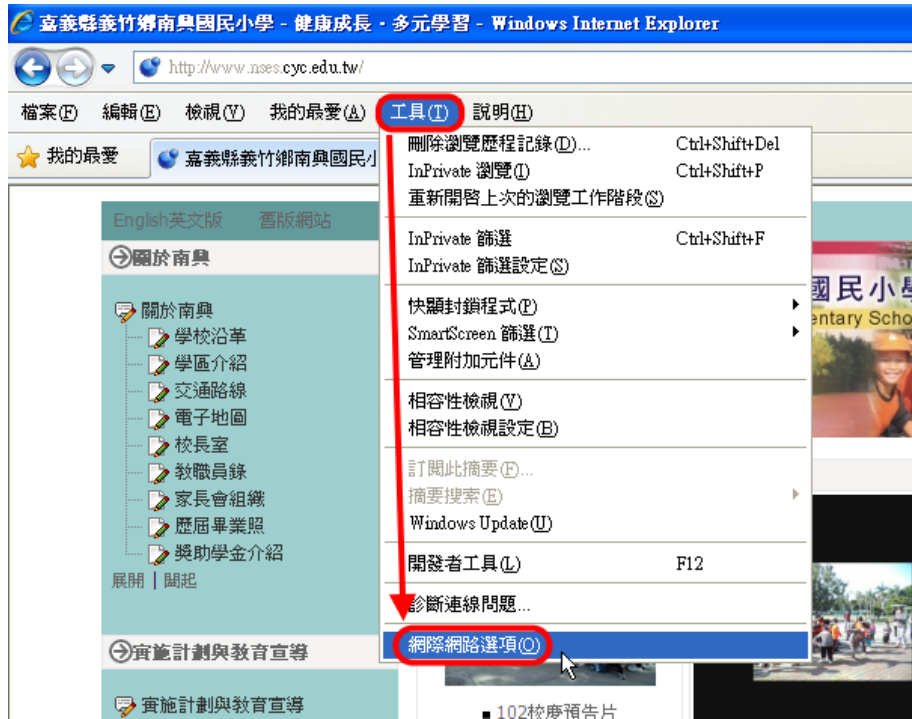 嘉義縣義竹鄉南興國民小學 - 健康成長・多元學習 - Windows Internet Explorer
http://www.nses.cyc.edu.tw/
檔案(F) 編輯(E) 檢視(V) 我的最愛(A) 工具(T) 說明(H)
我的最愛 嘉義縣義竹鄉南興國民小
刪除瀏覽歷程記錄(D)... Ctrl+Shift+Del
InPrivate 瀏覽(I) Ctrl+Shift+P
重新開啓上次的瀏覽工作階段(S)
InPrivate 篩選 Ctrl+Shift+F
InPrivate 篩選設定(S)
快顯封鎖程式(P)
SmartScreen 篩選(T)
管理附加元件(A)
相容性檢視(V)
相容性檢視設定(B)
訂閱此摘要(F)...
摘要搜索(E)
Windows Update(U)
開發者工具(L) F12
診斷連線問題...
網際網路選項(O)
English英文版 舊版網站
關於南興
關於南興
學校沿革
學區介紹
交通路線
電子地圖
校長室
教職員錄
家長會組織
歷屆畢業照
獎助學金介紹
展開 | 闔起
實施計劃與教育宣導
實施計劃與教育宣導
國民小學
entary Scho
102校慶預告片